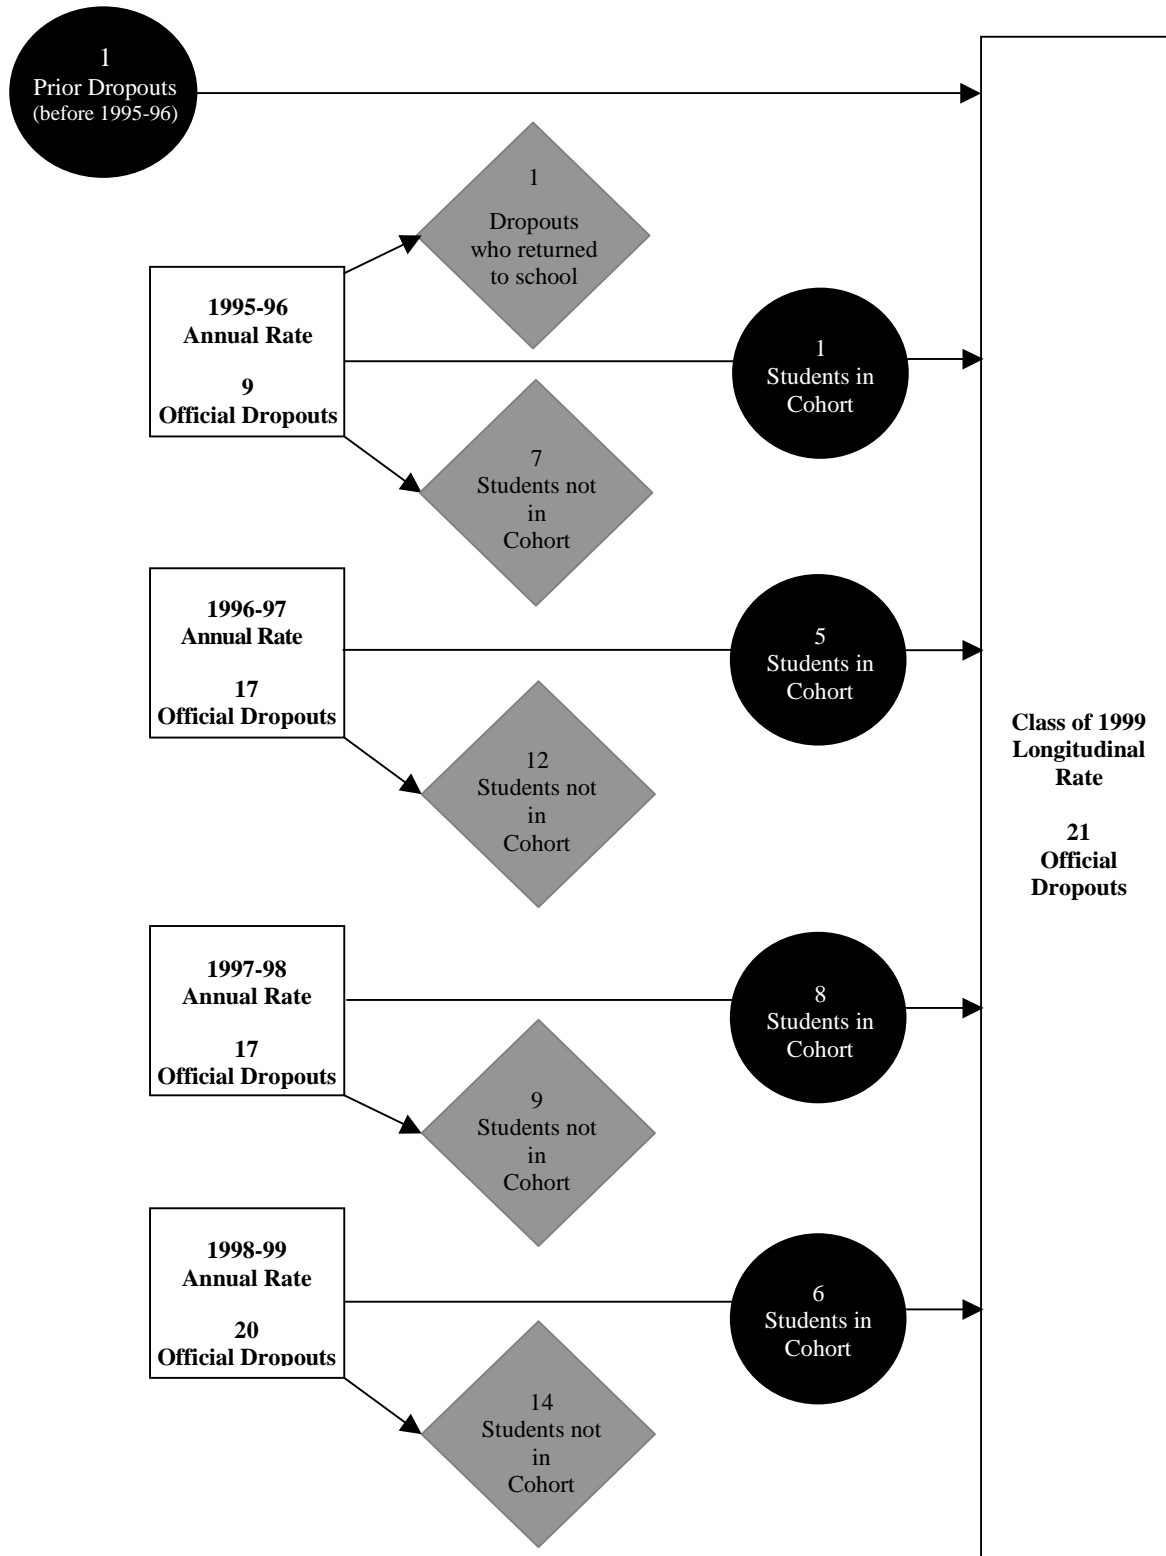 1
Prior Dropouts
(before 1995-96)
1
Dropouts
who returned
to school
1995-96
Annual Rate
9
Official Dropouts
1
Students in
Cohort
7
Students not
in
Cohort
1996-97
Annual Rate
17
Official Dropouts
5
Students in
Cohort
12
Students not
in
Cohort
Class of 1999
Longitudinal
Rate
21
Official
Dropouts
1997-98
Annual Rate
17
Official Dropouts
8
Students in
Cohort
9
Students not
in
Cohort
1998-99
Annual Rate
20
Official Dropouts
6
Students in
Cohort
14
Students not
in
Cohort